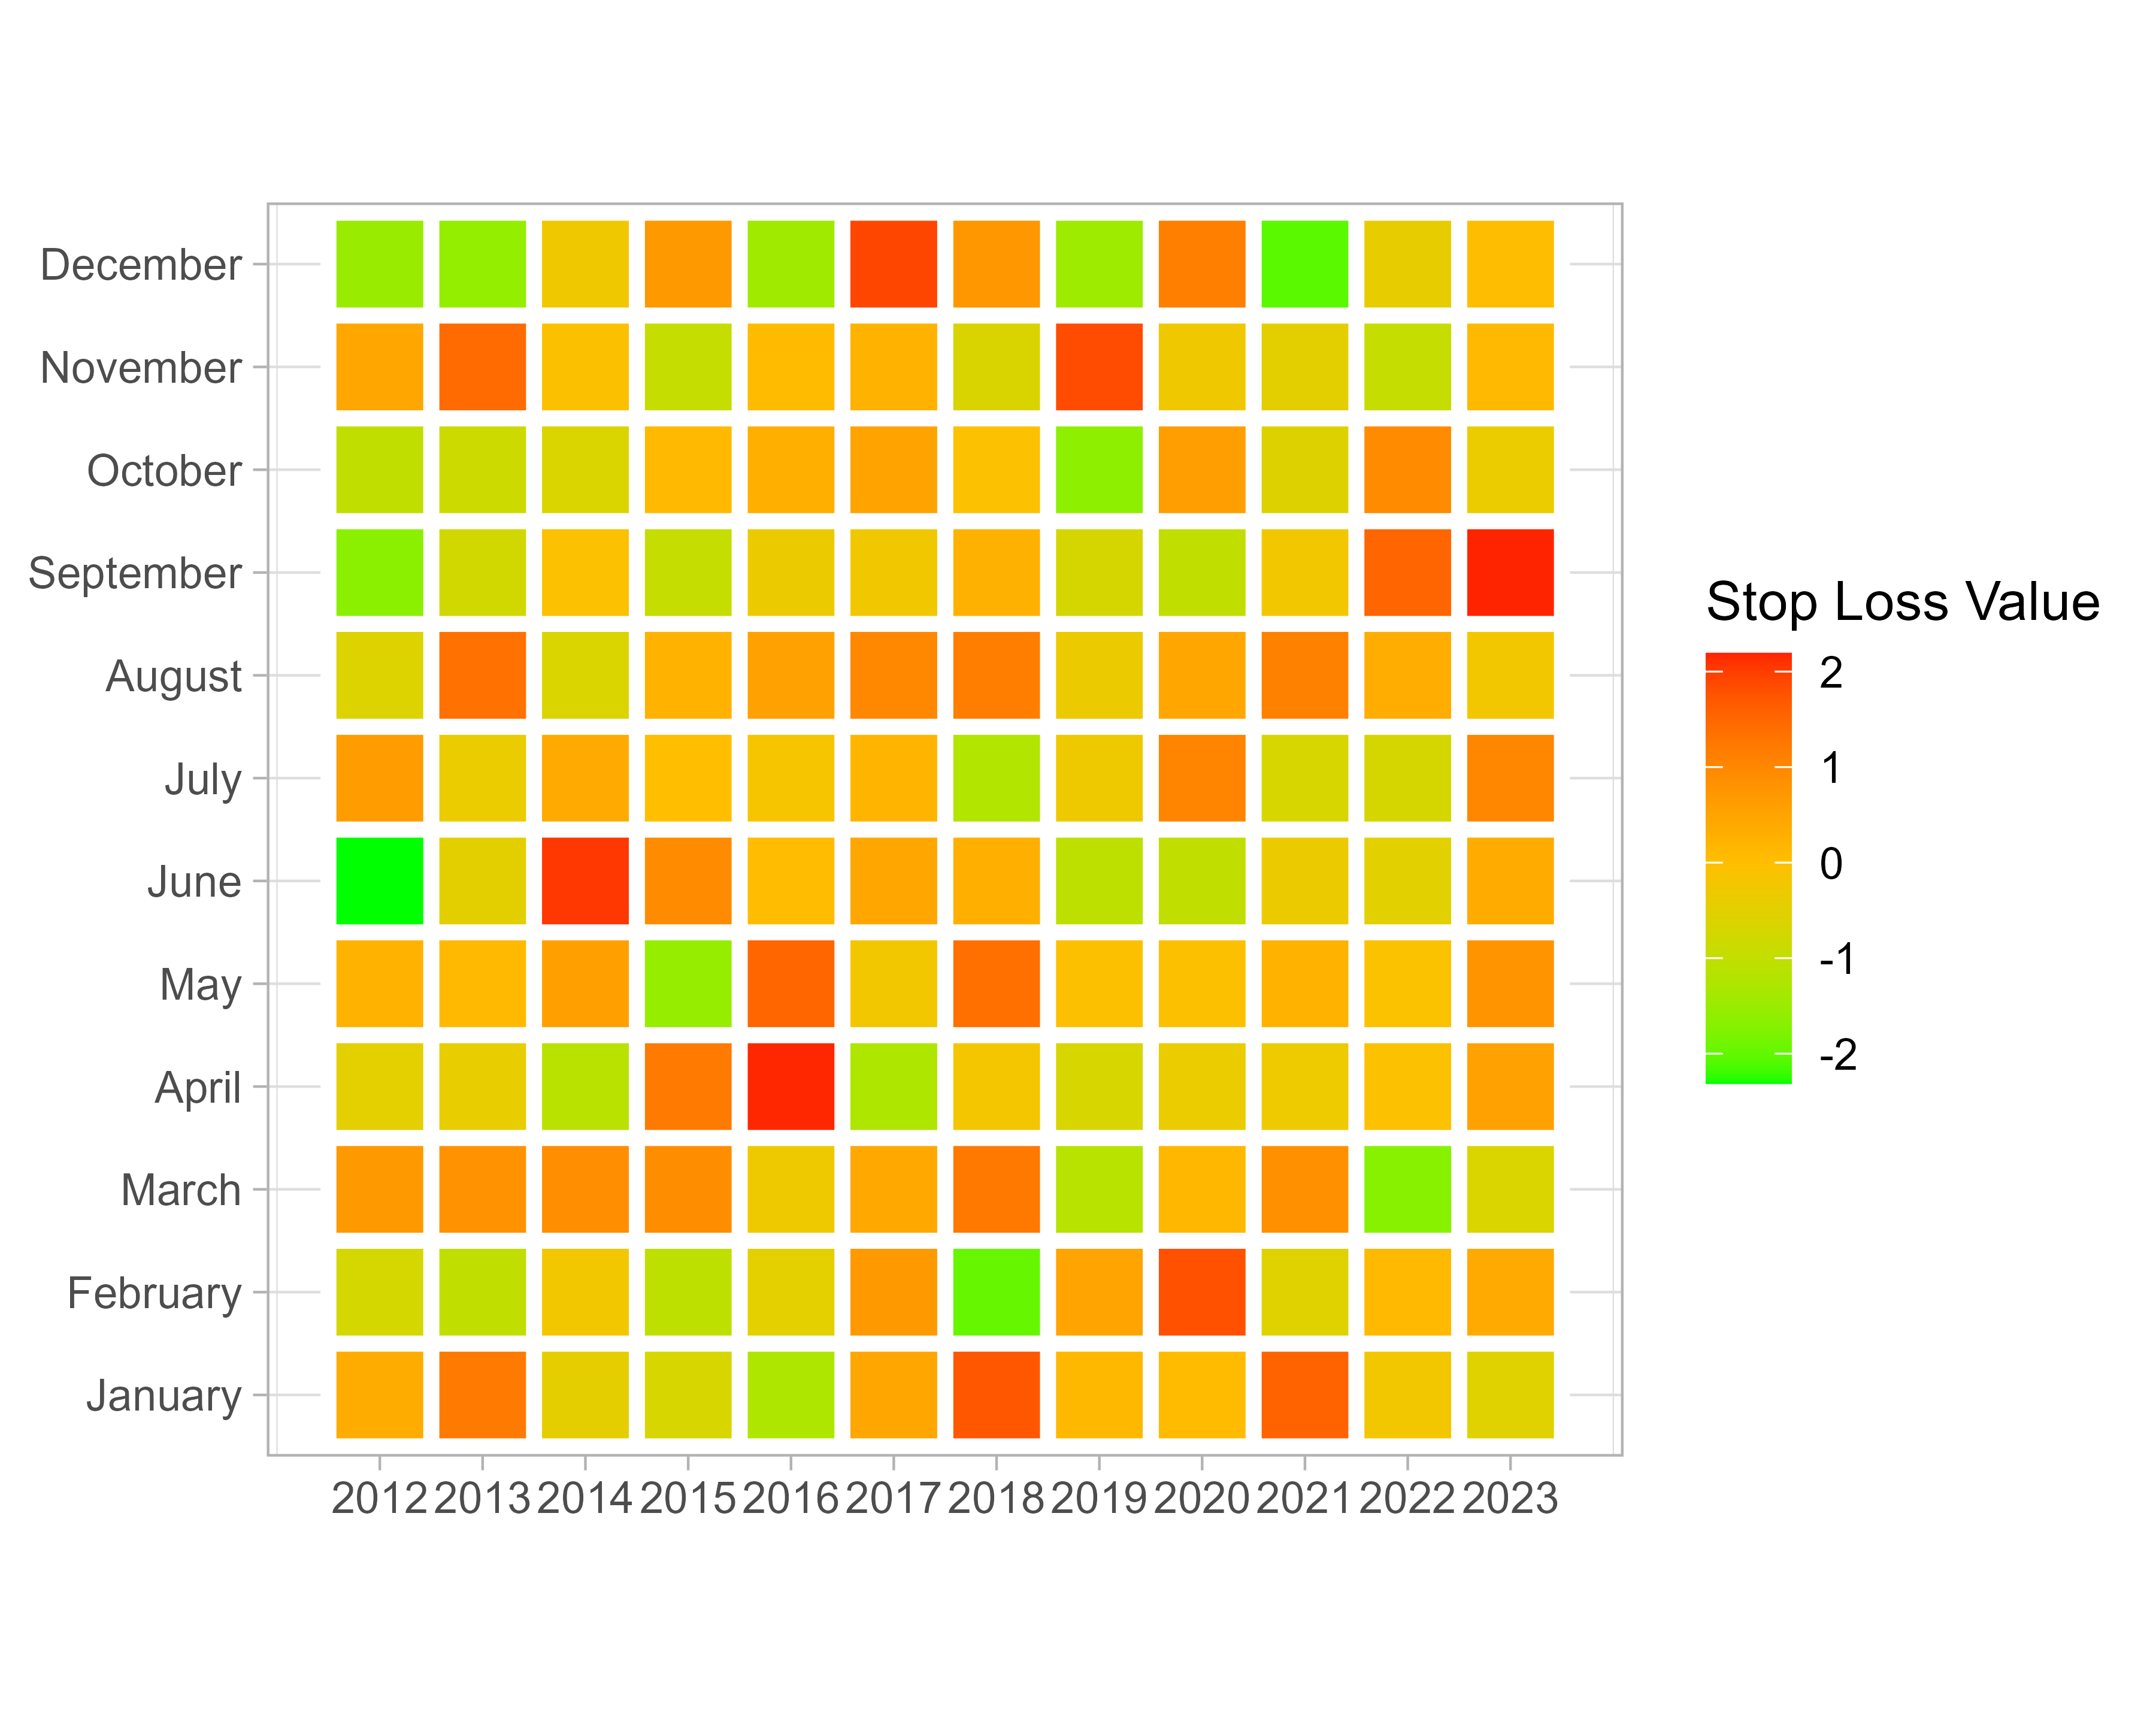 December
November
October
September
August
July
June
May
April
March
February
January
2012 2013 2014 2015 2016 2017 2018 2019 2020 2021 2022 2023
Stop Loss Value
2
1
0
-1
-2